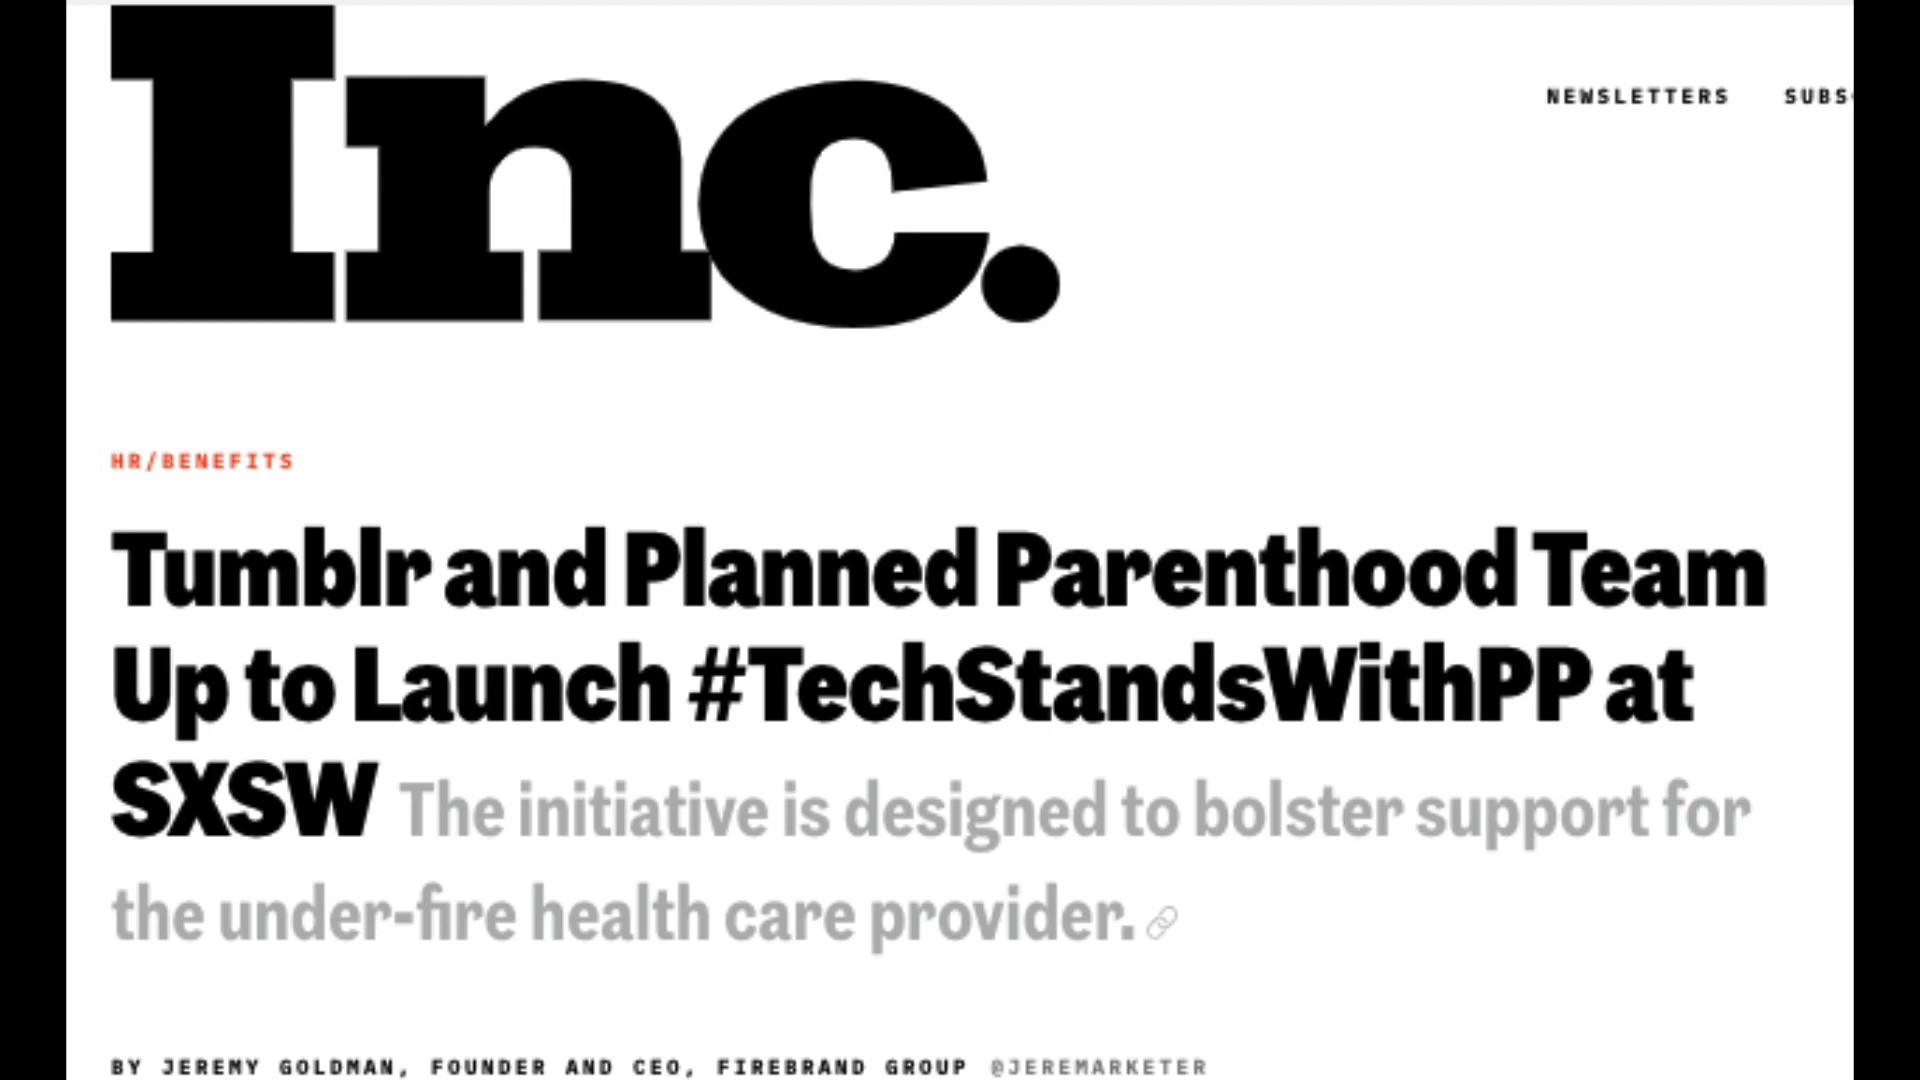 Inc.
NEWSLETTERS SUBS
HR/BENEFITS
Tumblr and Planned Parenthood Team
Up to Launch #TechStandsWithPP at
SXSW The initiative is designed to bolster support for
the under-fire health care provider.
BY JEREMY GOLDMAN, FOUNDER AND CEO, FIREBRAND GROUP @JEREMARKETER